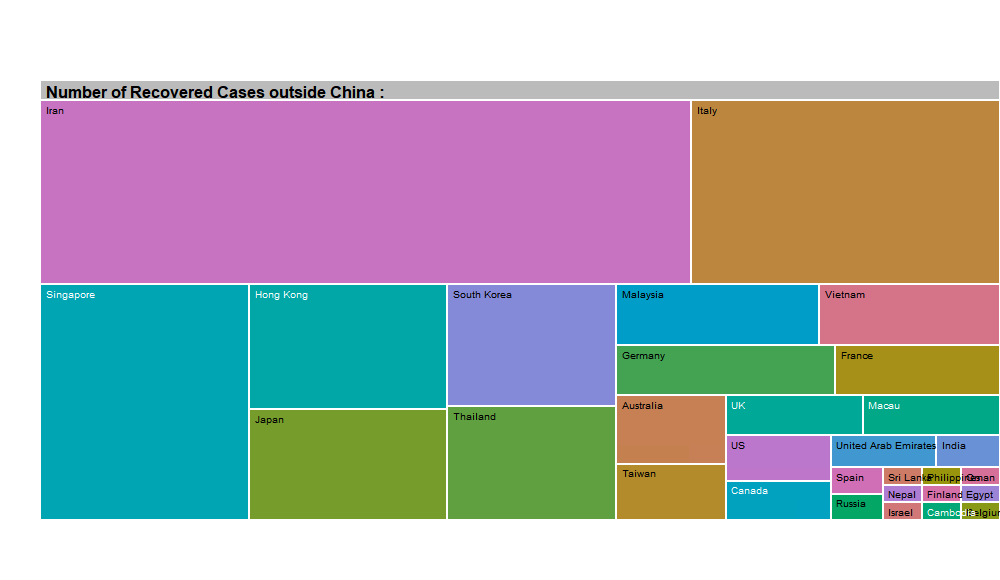 Number of Recovered Cases outside China :
Iran
Italy
Singapore
Hong Kong
South Korea
Malaysia
Vietnam
Germany
France
Japan
Thailand
Australia
UK
Macau
Taiwan
US
United Arab Emirates
India
Canada
Spain
Sri Lanka
Philippines
Oman
Nepal
Finland
Egypt
Russia
Israel
Cambodia
Belgium